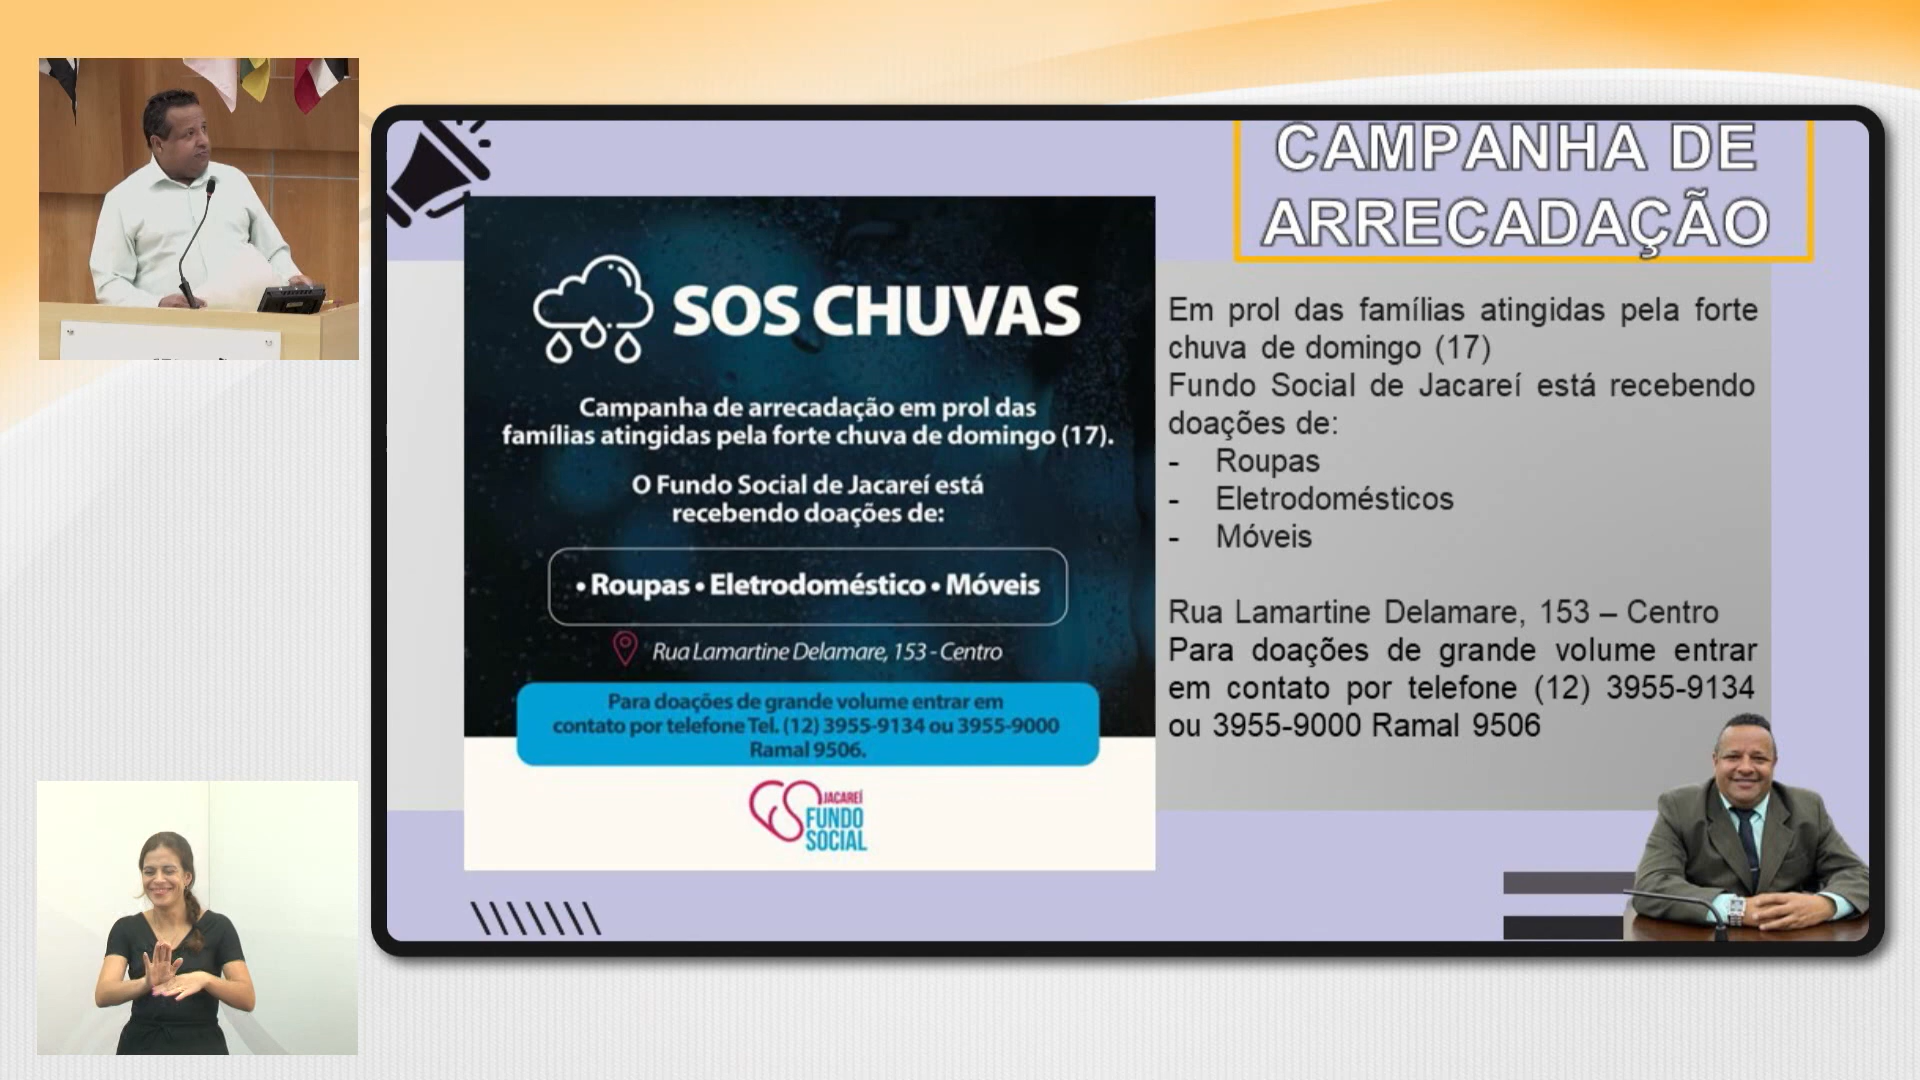 CAMPANHA DE
ARRECADAÇÃO
SOS CHUVAS
Campanha de arrecadação em prol das
famílias atingidas pela forte chuva de domingo (17).
O Fundo Social de Jacareí está
recebendo doações de:
• Roupas • Eletrodoméstico • Móveis
Rua Lamartine Delamare, 153 - Centro
Para doações de grande volume entrar em
contato por telefone Tel. (12) 3955-9134 ou 3955-9000
Ramal 9506.
JACAREÍ
FUNDO
SOCIAL
Em prol das famílias atingidas pela forte
chuva de domingo (17)
Fundo Social de Jacareí está recebendo
doações de:
- Roupas
- Eletrodomésticos
- Móveis
Rua Lamartine Delamare, 153 – Centro
Para doações de grande volume entrar
em contato por telefone (12) 3955-9134
ou 3955-9000 Ramal 9506